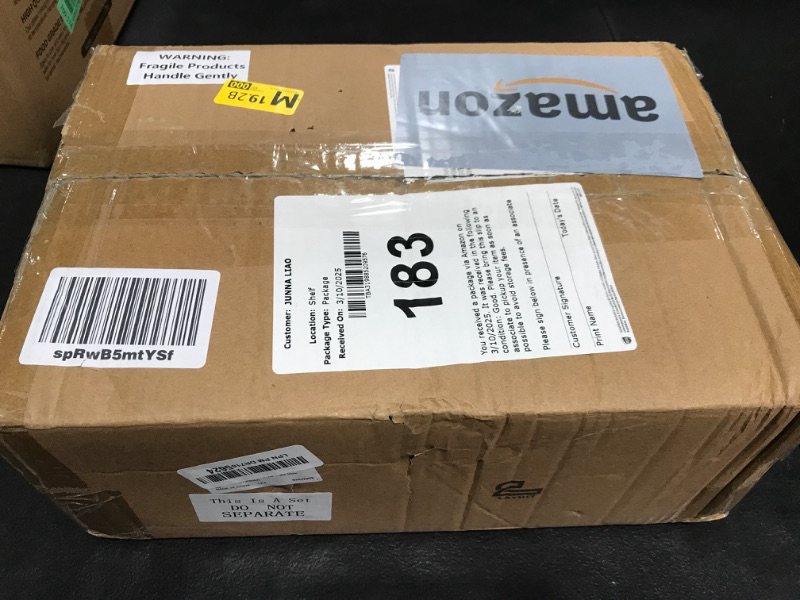 WARNING:
Fragile Products
Handle Gently
M 19.2B
000
amazon
Customer: JUNNA LIAO
Location: Shelf
Package Type: Package
Received On: 3/10/2025
183
You received a package via Amazon on
3/10/2025. It was received in the following
condition: Good. Please bring this slip to an
associate to pickup your item as soon as
possible to avoid storage fees.
Please sign below in presence of an associate
Customer Signature
Today's Date
Print Name
spRwB5mtYSf
This Is A Set
DO NOT
SEPARATE